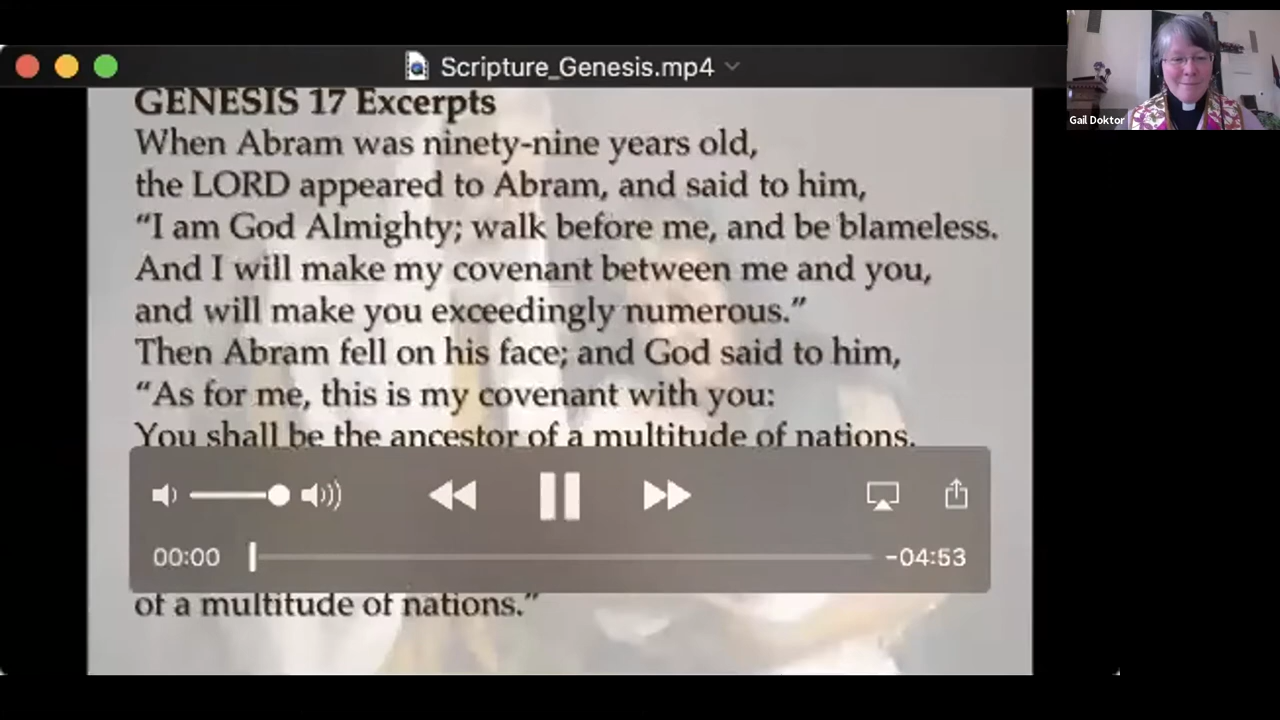 Scripture_Genesis.mp4
Gail Doktor
GENESIS 17 Excerpts
When Abram was ninety-nine years old,
the LORD appeared to Abram, and said to him,
“I am God Almighty; walk before me, and be blameless.
And I will make my covenant between me and you,
and will make you exceedingly numerous.”
Then Abram fell on his face; and God said to him,
“As for me, this is my covenant with you:
You shall be the ancestor of a multitude of nations.
00:00
-04:53
of a multitude of nations.”